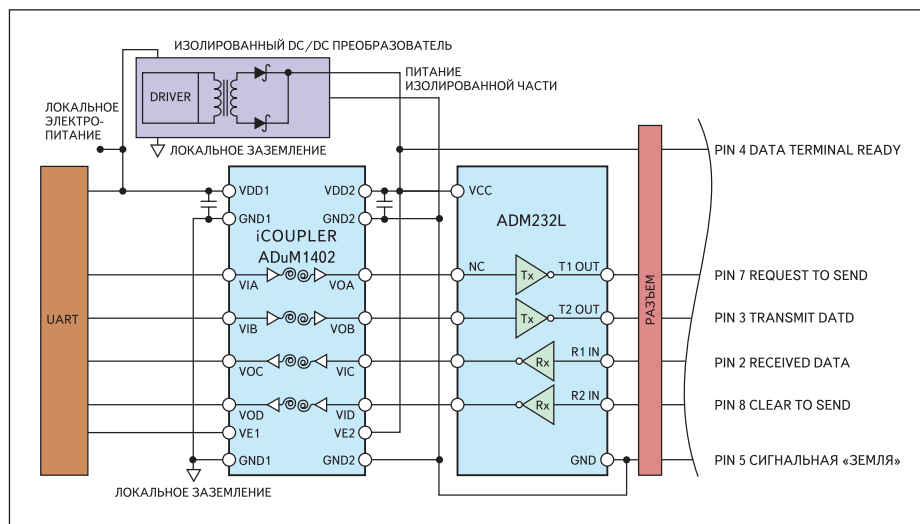 ИЗОЛИРОВАННЫЙ DC/DC ПРЕОБРАЗОВАТЕЛЬ
DRIVER
ПИТАНИЕ
ИЗОЛИРОВАННОЙ ЧАСТИ
ЛОКАЛЬНОЕ
ЭЛЕКТРО-
ПИТАНИЕ
ЛОКАЛЬНОЕ ЗАЗЕМЛЕНИЕ
UART
VDD1
GND1
VDD2
GND2
iCOUPLER
ADuM1402
VIA
VOA
VIB
VOB
VOC
VIC
VOD
VID
VE1
VE2
GND1
GND2
ЛОКАЛЬНОЕ ЗАЗЕМЛЕНИЕ
VCC
ADM232L
NC
Tx
T1 OUT
Tx
T2 OUT
Rx
R1 IN
Rx
R2 IN
GND
РАЗЪЕМ
PIN 4 DATA TERMINAL READY
PIN 7 REQUEST TO SEND
PIN 3 TRANSMIT DATD
PIN 2 RECEIVED DATA
PIN 8 CLEAR TO SEND
PIN 5 СИГНАЛЬНАЯ «ЗЕМЛЯ»